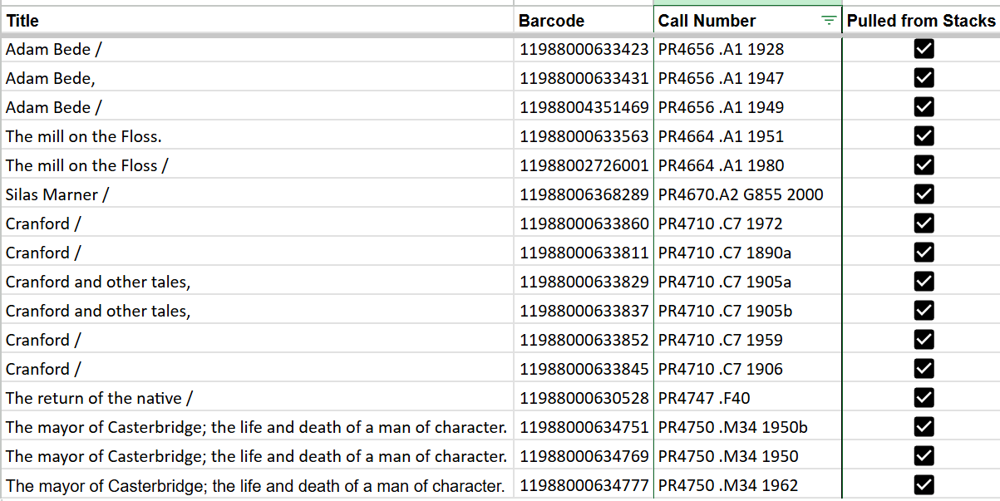 Title Barcode Call Number Pulled from Stacks
Adam Bede / 11988000633423 PR4656 .A1 1928
Adam Bede, 11988000633431 PR4656 .A1 1947
Adam Bede / 11988004351469 PR4656 .A1 1949
The mill on the Floss. 11988000633563 PR4664 .A1 1951
The mill on the Floss / 11988002726001 PR4664 .A1 1980
Silas Marner / 11988006368289 PR4670.A2 G855 2000
Cranford / 11988000633860 PR4710 .C7 1972
Cranford / 11988000633811 PR4710 .C7 1890a
Cranford and other tales, 11988000633829 PR4710 .C7 1905a
Cranford and other tales, 11988000633837 PR4710 .C7 1905b
Cranford / 11988000633852 PR4710 .C7 1959
Cranford / 11988000633845 PR4710 .C7 1906
The return of the native / 11988000630528 PR4747 .F40
The mayor of Casterbridge; the life and death of a man of character. 11988000634751 PR4750 .M34 1950b
The mayor of Casterbridge; the life and death of a man of character. 11988000634769 PR4750 .M34 1950
The mayor of Casterbridge; the life and death of a man of character. 11988000634777 PR4750 .M34 1962